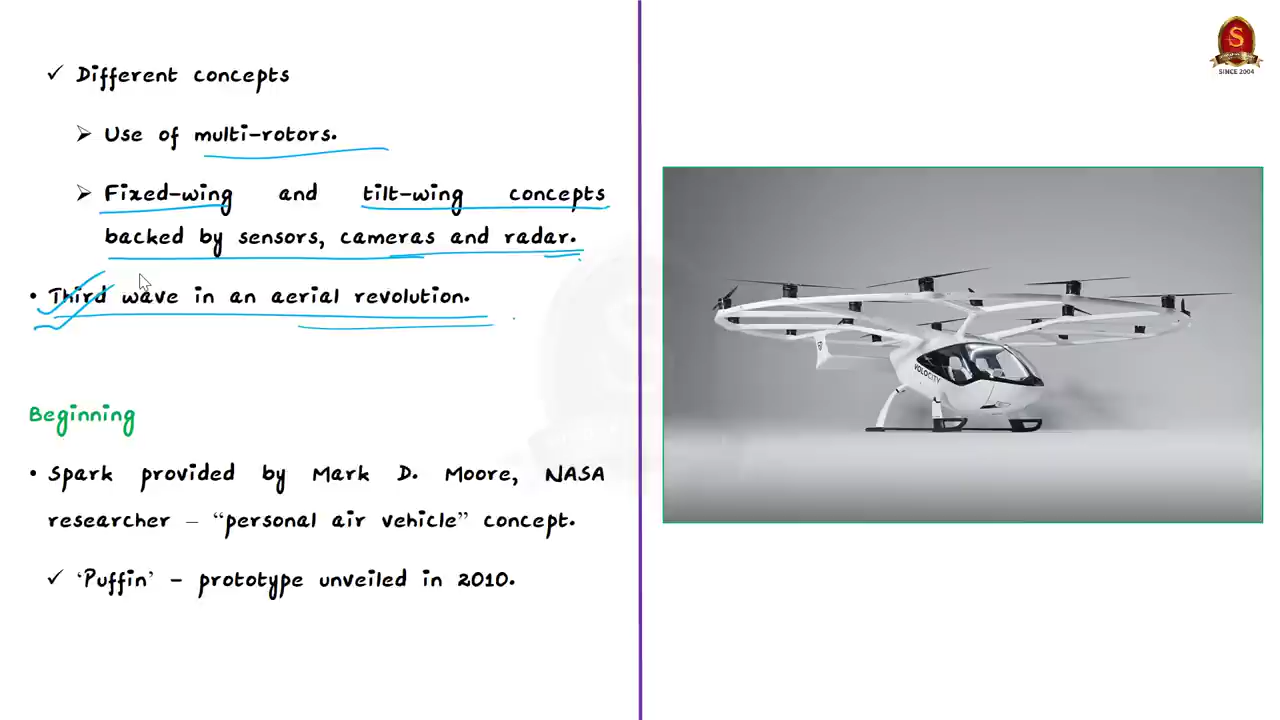 ✓ Different concepts
➢ Use of multi-rotors.
➢ Fixed-wing and tilt-wing concepts
backed by sensors, cameras and radar.
• Third wave in an aerial revolution.
Beginning
• Spark provided by Mark D. Moore, NASA
researcher – “personal air vehicle” concept.
✓ ‘Puffin’ – prototype unveiled in 2010.
S
SINCE 2004
VOLOCITY